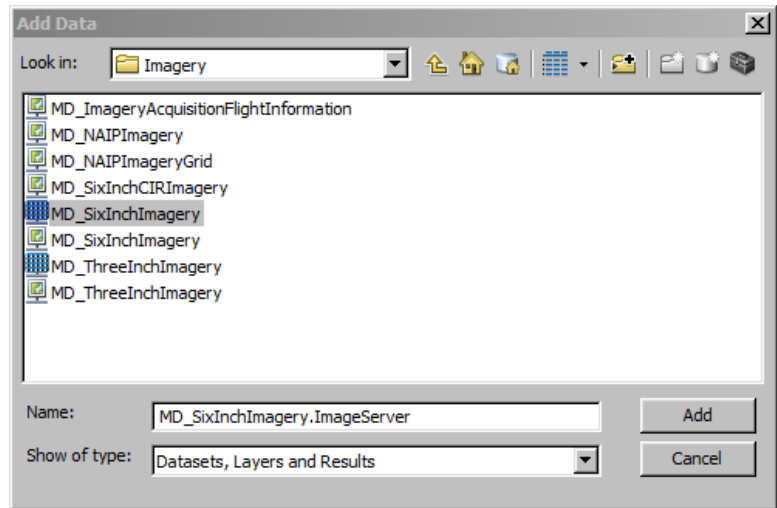 Add Data
Look in: Imagery
MD_ImageryAcquisitionFlightInformation
MD_NAIPImagery
MD_NAIPImageryGrid
MD_SixInchCIRImagery
MD_SixInchImagery
MD_SixInchImagery
MD_ThreeInchImagery
MD_ThreeInchImagery
Name: MD_SixInchImagery.ImageServer Add
Show of type: Datasets, Layers and Results Cancel